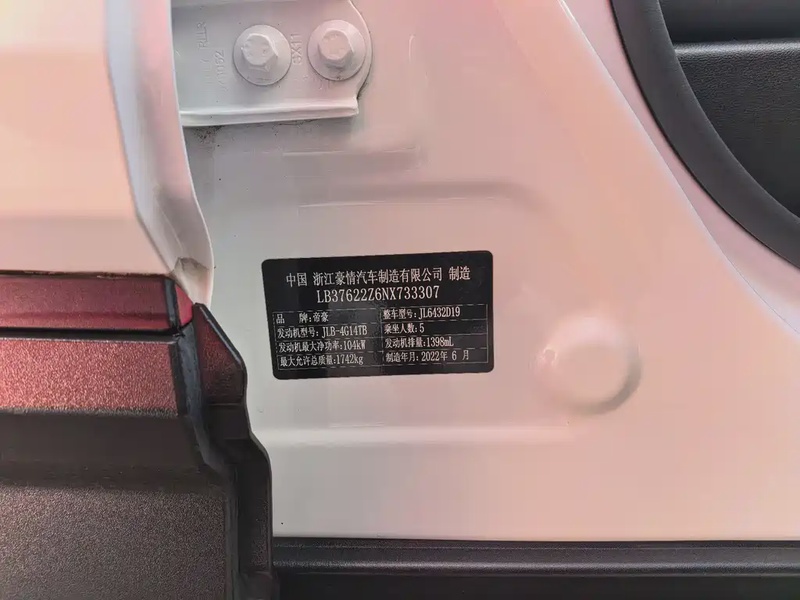 8X11
中国 浙江豪情汽车制造有限公司 制造
LB37622Z6NX733307
品 牌:帝豪 整车型号:JL6432D19
发动机型号:JLB-4G14TB 乘坐人数:5
发动机最大净功率:104kW 发动机排量:1398mL
最大允许总质量:1742kg 制造年月:2022年 6 月